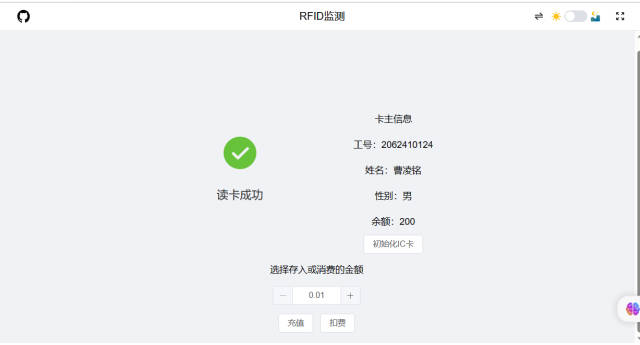 RFID监测
卡主信息
工号：2062410124
姓名：曹凌铭
性别：男
余额：200
初始化IC卡
读卡成功
选择存入或消费的金额
0.01
充值 扣费